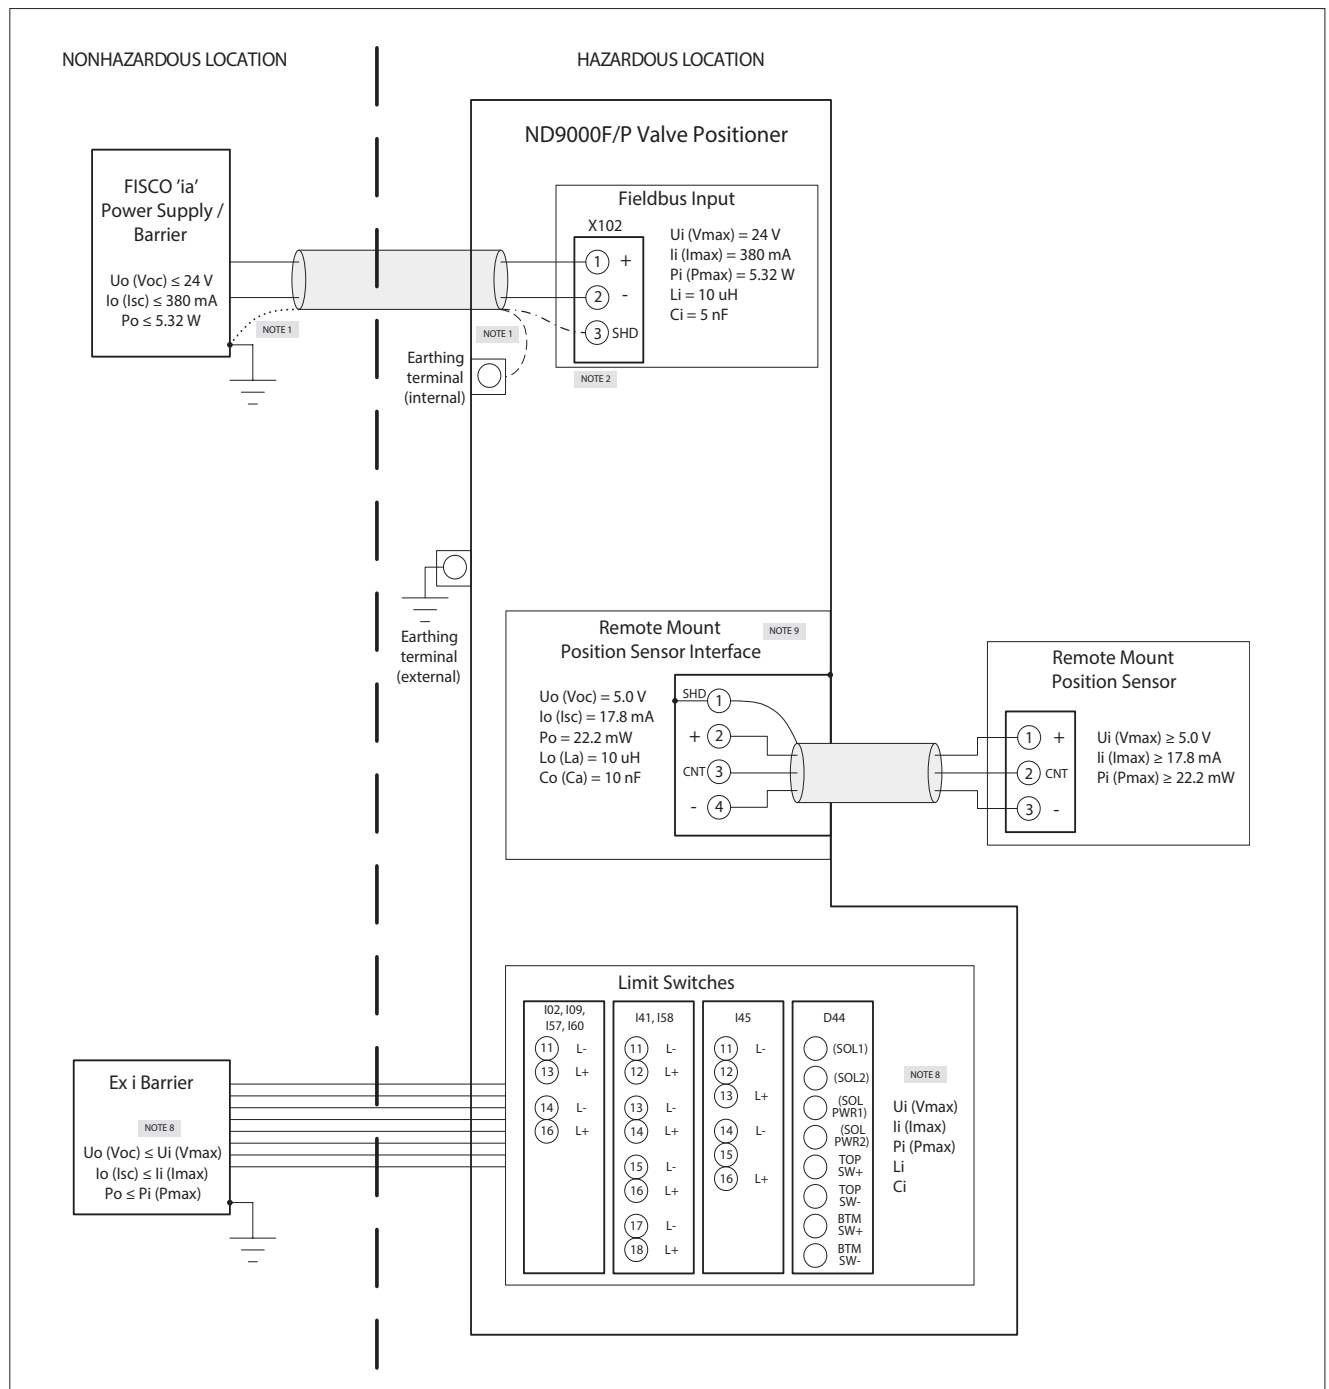 NONHAZARDOUS LOCATION
HAZARDOUS LOCATION
ND9000F/P Valve Positioner
FISCO 'ia'
Power Supply /
Barrier
Uo (Voc) ≤ 24 V
Io (Isc) ≤ 380 mA
Po ≤ 5.32 W
NOTE 1
NOTE 1
Fieldbus Input
X102
1 +
2 -
3 SHD
Ui (Vmax) = 24 V
Ii (Imax) = 380 mA
Pi (Pmax) = 5.32 W
Li = 10 uH
Ci = 5 nF
NOTE 2
Earthing
terminal
(internal)
Earthing
terminal
(external)
Remote Mount
Position Sensor Interface
NOTE 9
Uo (Voc) = 5.0 V
Io (Isc) = 17.8 mA
Po = 22.2 mW
Lo (La) = 10 uH
Co (Ca) = 10 nF
SHD 1
+ 2
CNT 3
- 4
Remote Mount
Position Sensor
1 +
2 CNT
3 -
Ui (Vmax) ≥ 5.0 V
Ii (Imax) ≥ 17.8 mA
Pi (Pmax) ≥ 22.2 mW
Ex i Barrier
NOTE 8
Uo (Voc) ≤ Ui (Vmax)
Io (Isc) ≤ Ii (Imax)
Po ≤ Pi (Pmax)
Limit Switches
I02, I09,
I57, I60
11 L-
13 L+
14 L-
16 L+
I41, I58
11 L-
12 L+
13 L-
14 L+
15 L-
16 L+
17 L-
18 L+
I45
11 L-
12
13 L+
14 L-
15
16 L+
D44
(SOL1)
(SOL2)
(SOL
PWR1)
(SOL
PWR2)
TOP
SW+
TOP
SW-
BTM
SW+
BTM
SW-
NOTE 8
Ui (Vmax)
Ii (Imax)
Pi (Pmax)
Li
Ci